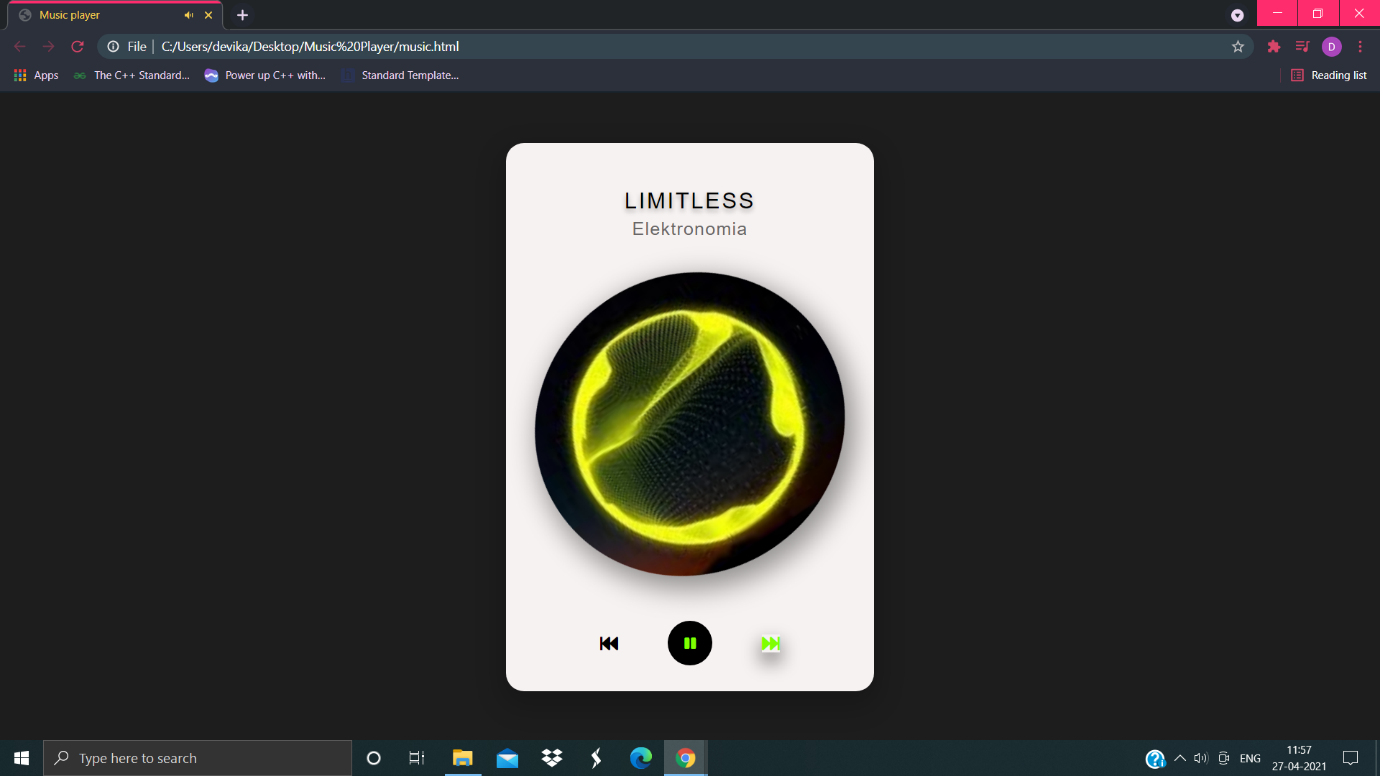 Music player
File | C:/Users/devika/Desktop/Music%20Player/music.html
D
Apps The C++ Standard... Power up C++ with... Standard Template... Reading list
LIMITLESS
Elektronomia
Type here to search
ENG
11:57
27-04-2021